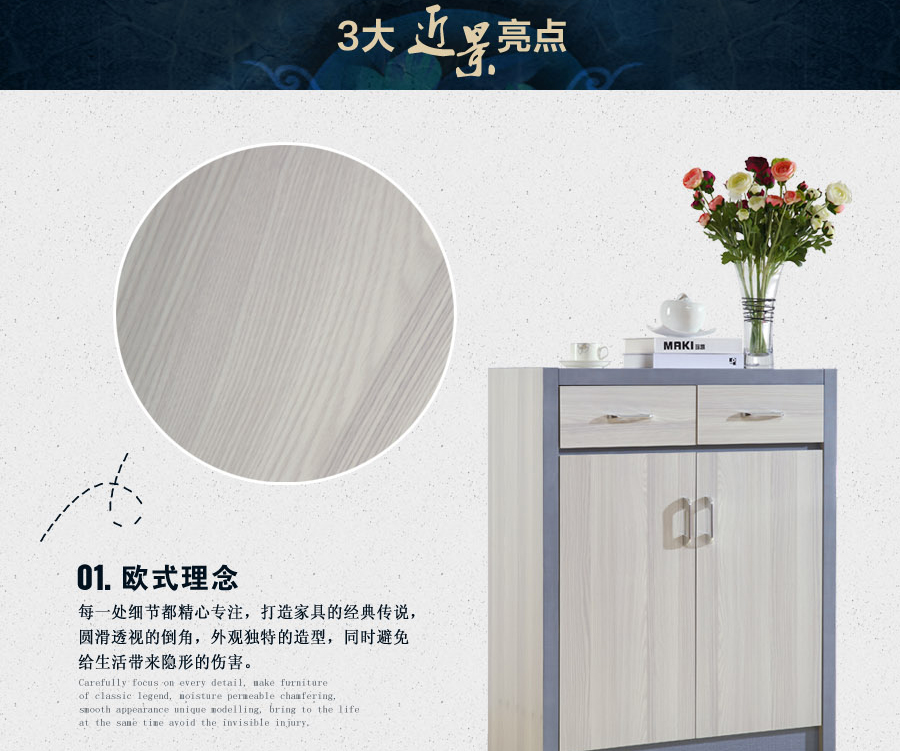 3大 近景亮点
MAKI
01. 欧式理念
每一处细节都精心专注，打造家具的经典传说，
圆滑透视的倒角，外观独特的造型，同时避免
给生活带来隐形的伤害。
Carefully focus on every detail, make furniture
of classic legend, moisture permeable chamfering,
smooth appearance unique modelling, bring to the life
at the same time avoid the invisible injury.